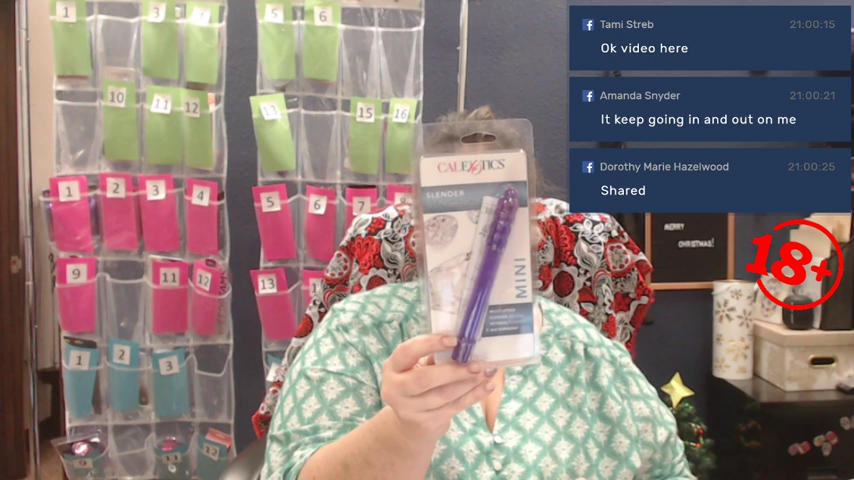 1
3
5
6
10
11
12
15
16
1
2
3
4
5
6
7
9
11
12
13
1
2
3
9
11
12
CALEXOTICS
SLENDER
MINI
Tami Streb
21:00:15
Ok video here
Amanda Snyder
21:00:21
It keep going in and out on me
Dorothy Marie Hazelwood
21:00:25
Shared
MERRY
CHRISTMAS!
18+